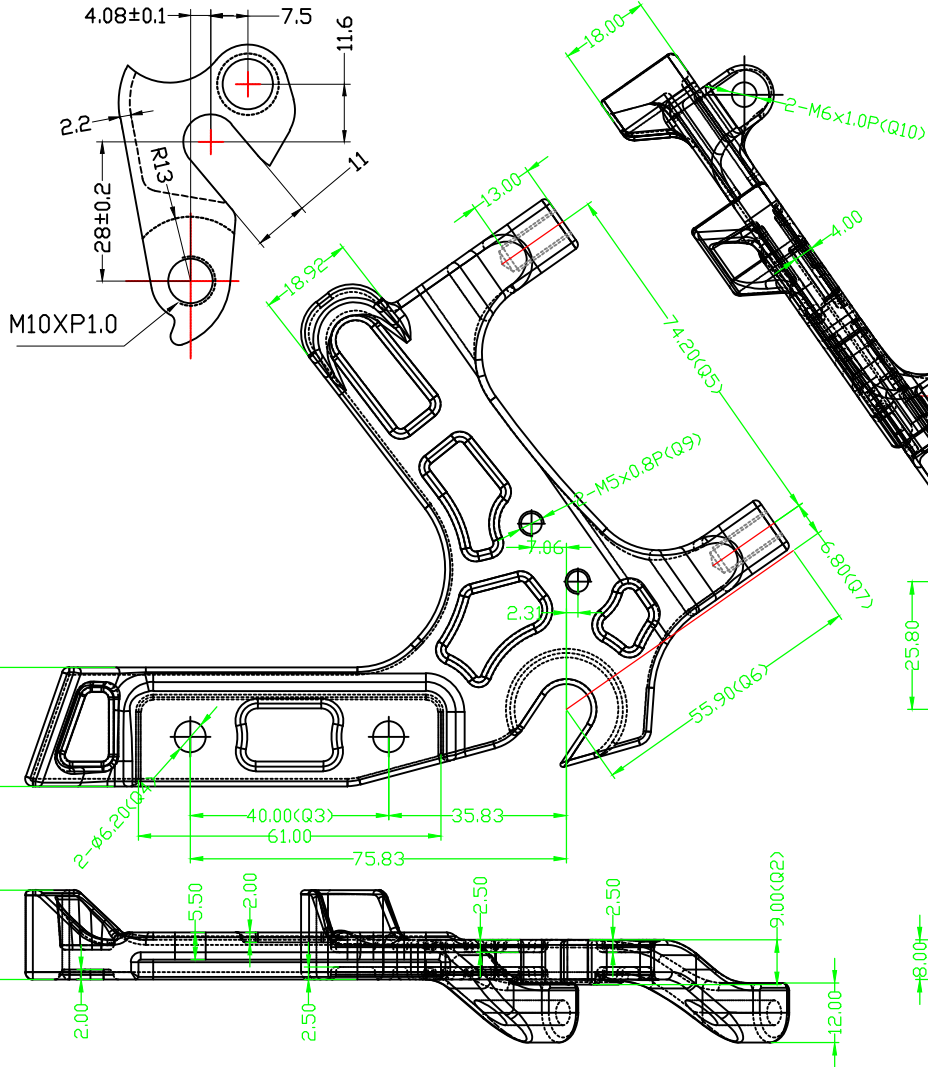 4.08±0.1
7.5
11.6
2.2
R13
11
28±0.2
M10XP1.0
18.00
2-M6x1.0P(Q10)
4.00
13.00
18.92
74.20(Q5)
2-M5x0.8P(Q9)
7.06
6.80(Q7)
2.31
25.80
55.90(Q6)
2-ø6.20(Q4)
40.00(Q3)
35.83
61.00
75.83
5.50
2.00
2.50
2.50
9.00(Q2)
8.00
2.00
2.50
12.00